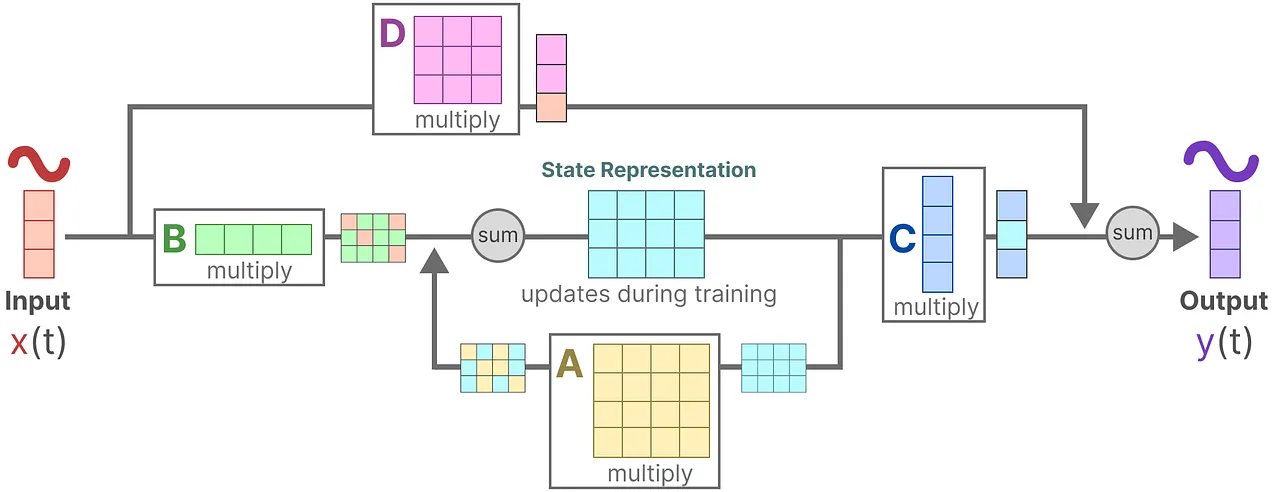 D
multiply
State Representation
B
multiply
sum
updates during training
C
multiply
sum
Input
x(t)
Output
y(t)
A
multiply